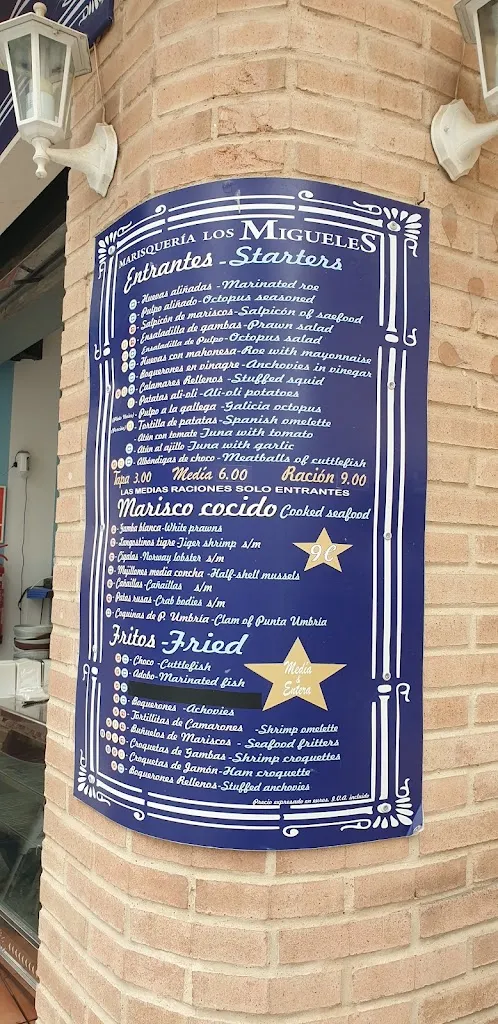 MARISQUERÍA LOS MIGUELES
Entrantes - Starters
- Huevas aliñadas - Marinated roe
- Pulpo aliñado - Octopus seasoned
- Salpicón de mariscos - Salpicón of saefood
- Ensaladilla de gambas - Prawn salad
- Ensaladilla de Pulpo - Octopus salad
- Huevas con mahonesa - Roe with mayonnaise
- Boquerones en vinagre - Anchovies in vinegar
- Calamares Rellenos - Stuffed squid
- Patatas ali-oli - Ali-oli potatoes
- Pulpo a la gallega - Galicia octopus
- Tortilla de patatas - Spanish omelette
- Atún con tomate - Tuna with tomato
- Atún al ajillo - Tuna with garlic
- Albóndigas de choco - Meatballs of cuttlefish
Tapa 3.00 Media 6.00 Ración 9.00
LAS MEDIAS RACIONES SOLO ENTRANTES
Marisco cocido Cooked seafood
- Gamba blanca - White prawns
- Langostinos tigre - Tiger shrimp s/m
- Cigalas - Norway lobster s/m
- Mejillones media concha - Half-shell mussels
- Cañaíllas - Cañaíllas s/m
- Patas rusas - Crab bodies s/m
- Coquinas de P. Umbría - Clam of Punta Umbría
9 €
Fritos - Fried
- Choco - Cuttlefish
- Adobo - Marinated fish
- Boquerones - Achovies
- Tortillitas de Camarones - Shrimp omelette
- Buñuelos de Mariscos - Seafood fritters
- Croquetas de Gambas - Shrimp croquettes
- Croquetas de Jamón - Ham croquette
- Boquerones Rellenos - Stuffed anchovies
Media
&
Entera
Precio expresado en euros. I.V.A. incluido